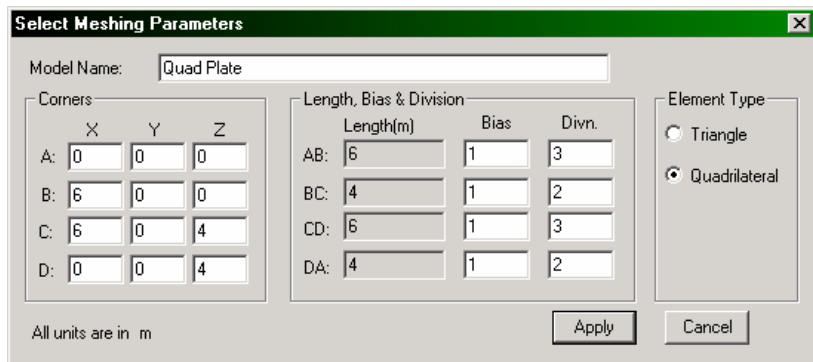 Select Meshing Parameters
Model Name: Quad Plate
Corners
X Y Z
A: 0 0 0
B: 6 0 0
C: 6 0 4
D: 0 0 4
Length, Bias & Division
Length(m) Bias Divn.
AB: 6 1 3
BC: 4 1 2
CD: 6 1 3
DA: 4 1 2
Element Type
Triangle
Quadrilateral
All units are in m
Apply
Cancel